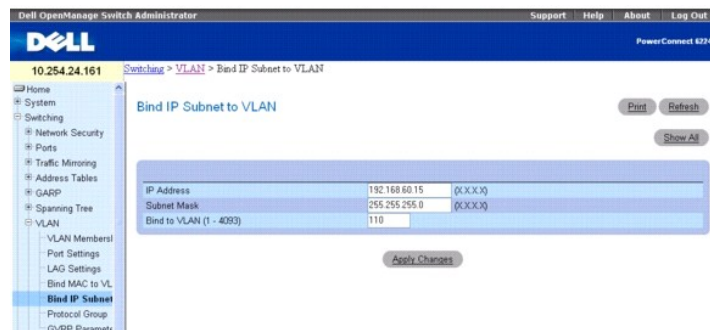 Dell OpenManage Switch Administrator
Support Help About Log Out
DELL
PowerConnect 6224
10.254.24.161
Switching > VLAN > Bind IP Subnet to VLAN
Home
System
Switching
Network Security
Ports
Traffic Mirroring
Address Tables
GARP
Spanning Tree
VLAN
VLAN Membersl
Port Settings
LAG Settings
Bind MAC to VL
Bind IP Subnet
Protocol Group
GVRP Paramete
Bind IP Subnet to VLAN
Print Refresh
Show All
IP Address 192.168.60.15 (X.X.X.X)
Subnet Mask 255.255.255.0 (X.X.X.X)
Bind to VLAN (1 - 4093) 110
Apply Changes